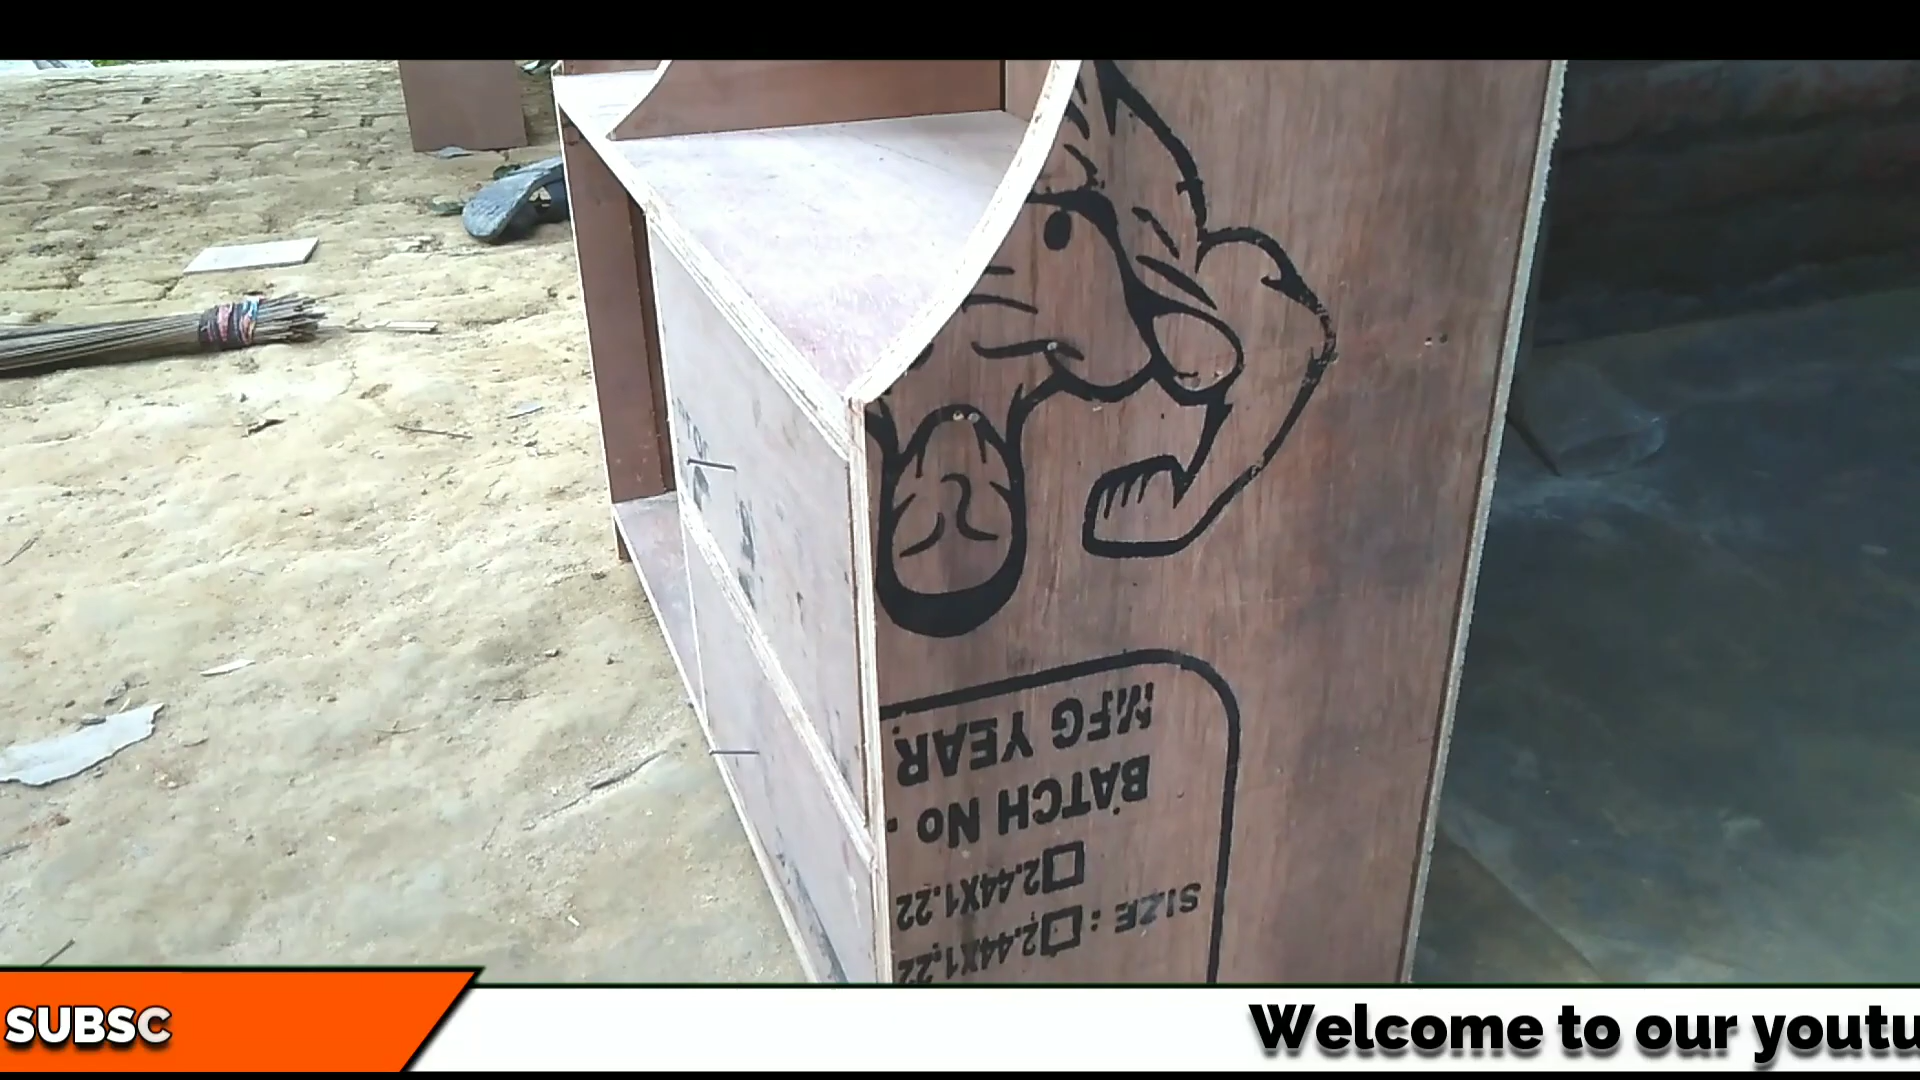 MFG YEAR
BATCH No .
2.44X1.22
SIZE : 2.44X1.22
SUBSC
Welcome to our youtu